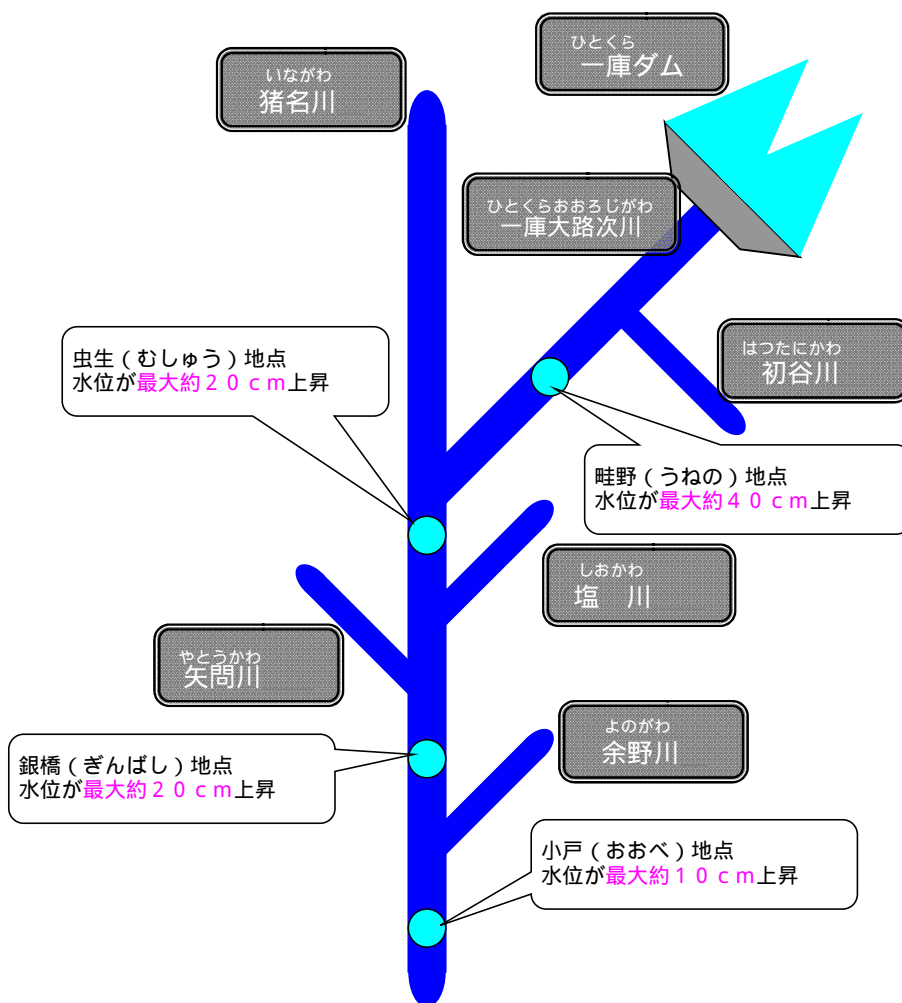 ひとくら
一庫ダム
いながわ
猪名川
ひとくらおおろじがわ
一庫大路次川
はつたにかわ
初谷川
虫生（むしゅう）地点
水位が最大約２０ｃｍ上昇
畦野（うねの）地点
水位が最大約４０ｃｍ上昇
しおかわ
塩　川
やとうかわ
矢問川
よのがわ
余野川
銀橋（ぎんばし）地点
水位が最大約２０ｃｍ上昇
小戸（おおべ）地点
水位が最大約１０ｃｍ上昇